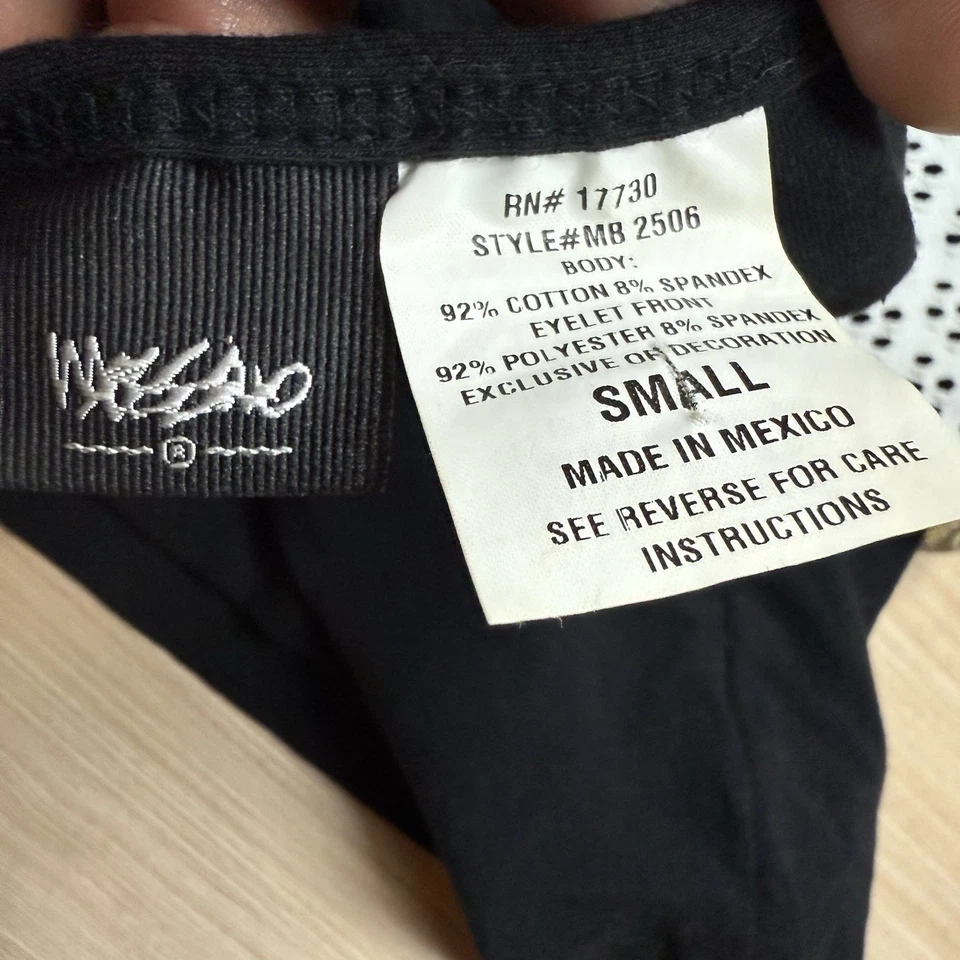 MOSSIMO
®
RN# 17730
STYLE#MB 2506
BODY:
92% COTTON 8% SPANDEX
EYELET FRONT
92% POLYESTER 8% SPANDEX
EXCLUSIVE OF DECORATION
SMALL
MADE IN MEXICO
SEE REVERSE FOR CARE
INSTRUCTIONS